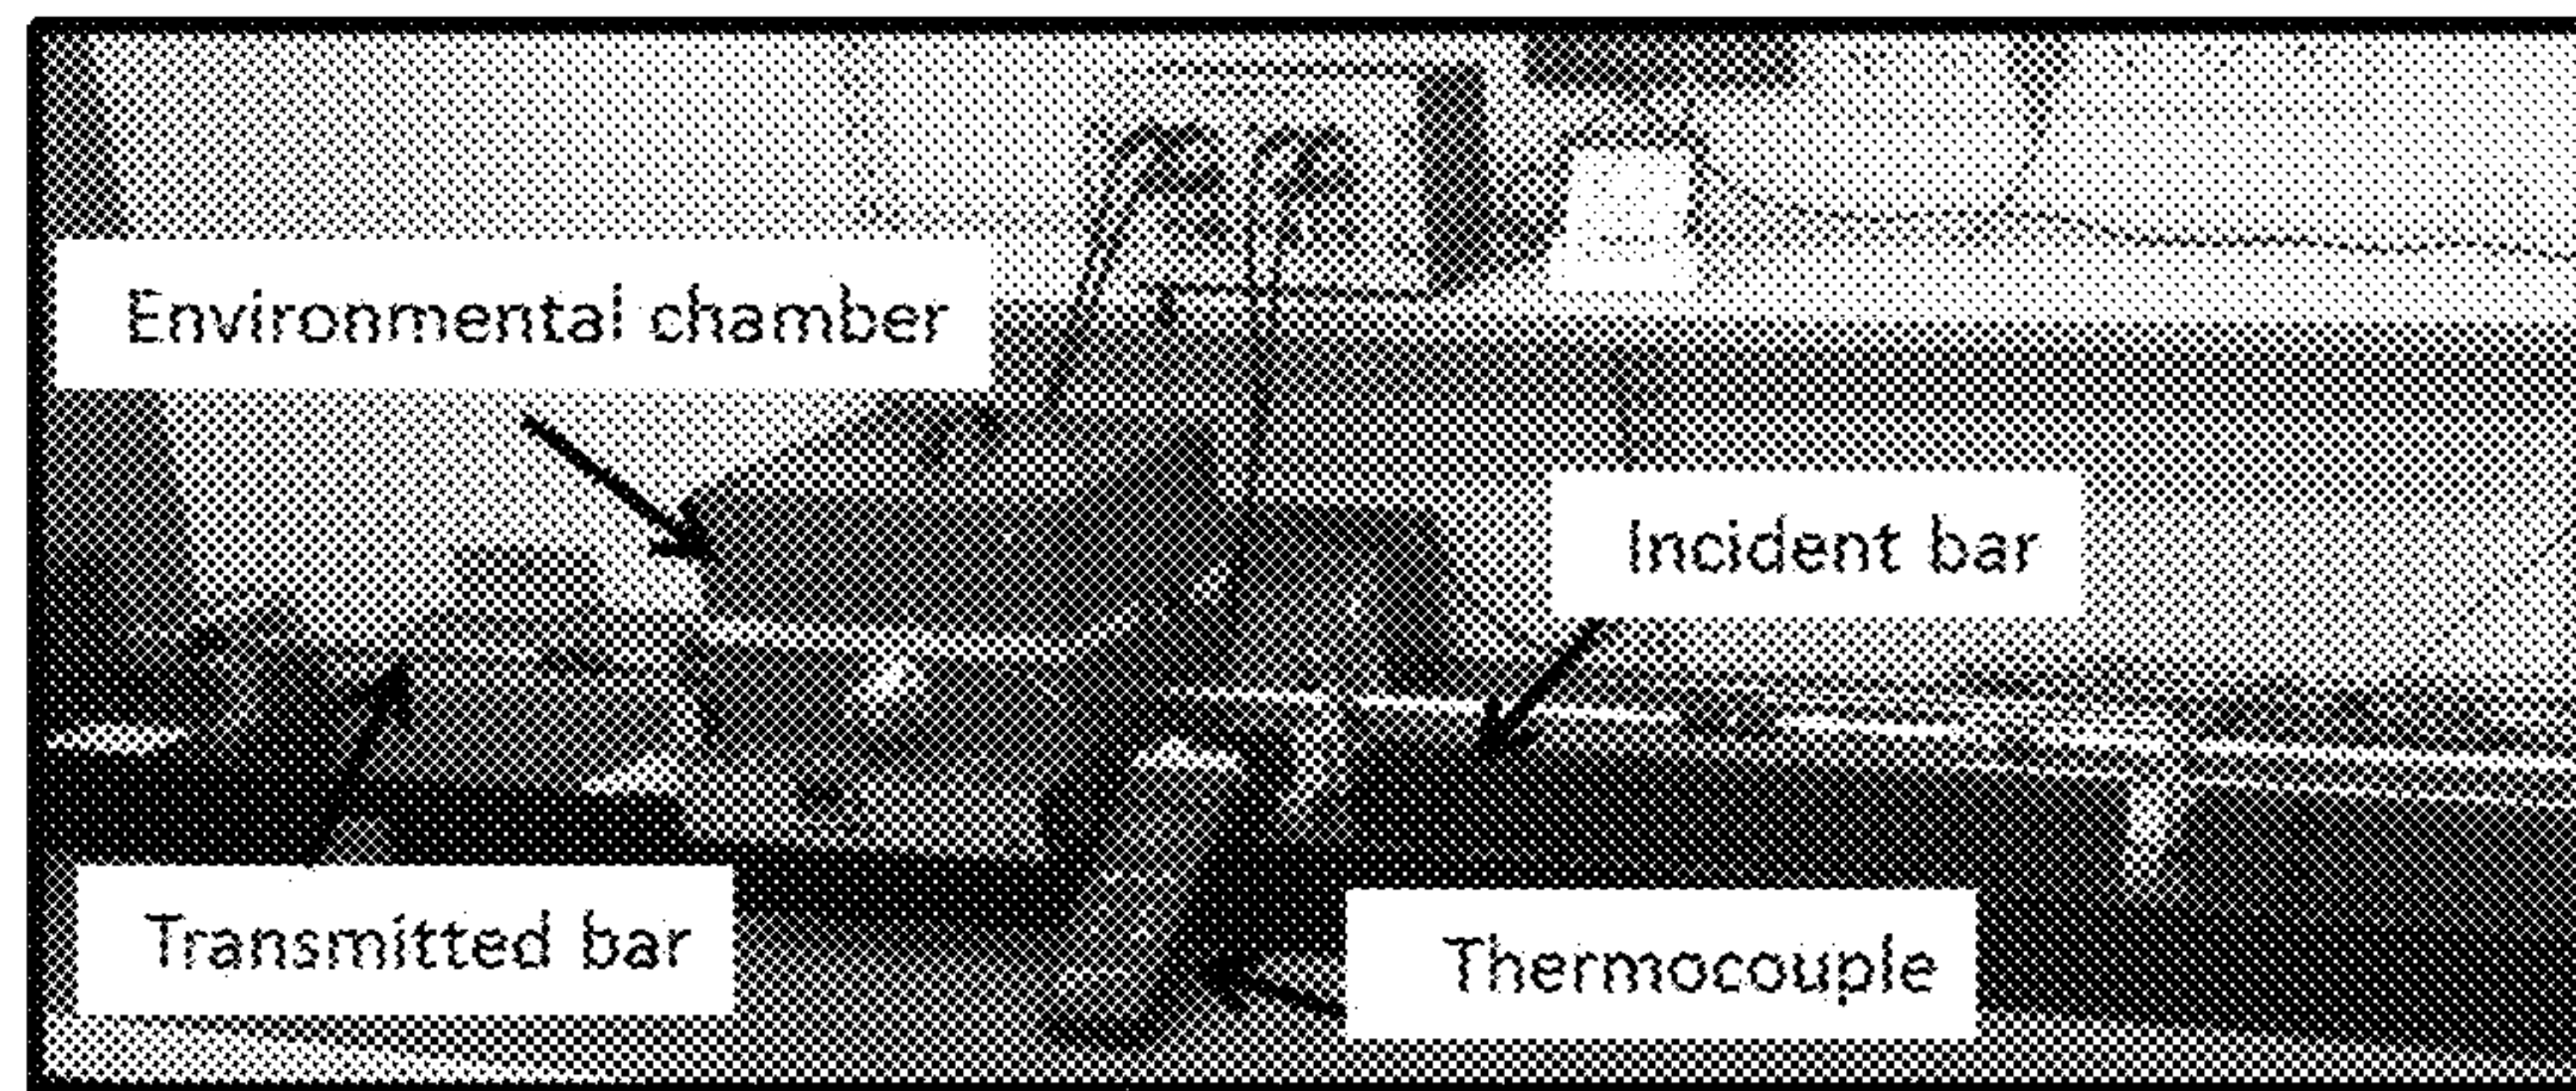 Environmental chamber
Incident bar
Transmitted bar
Thermocouple